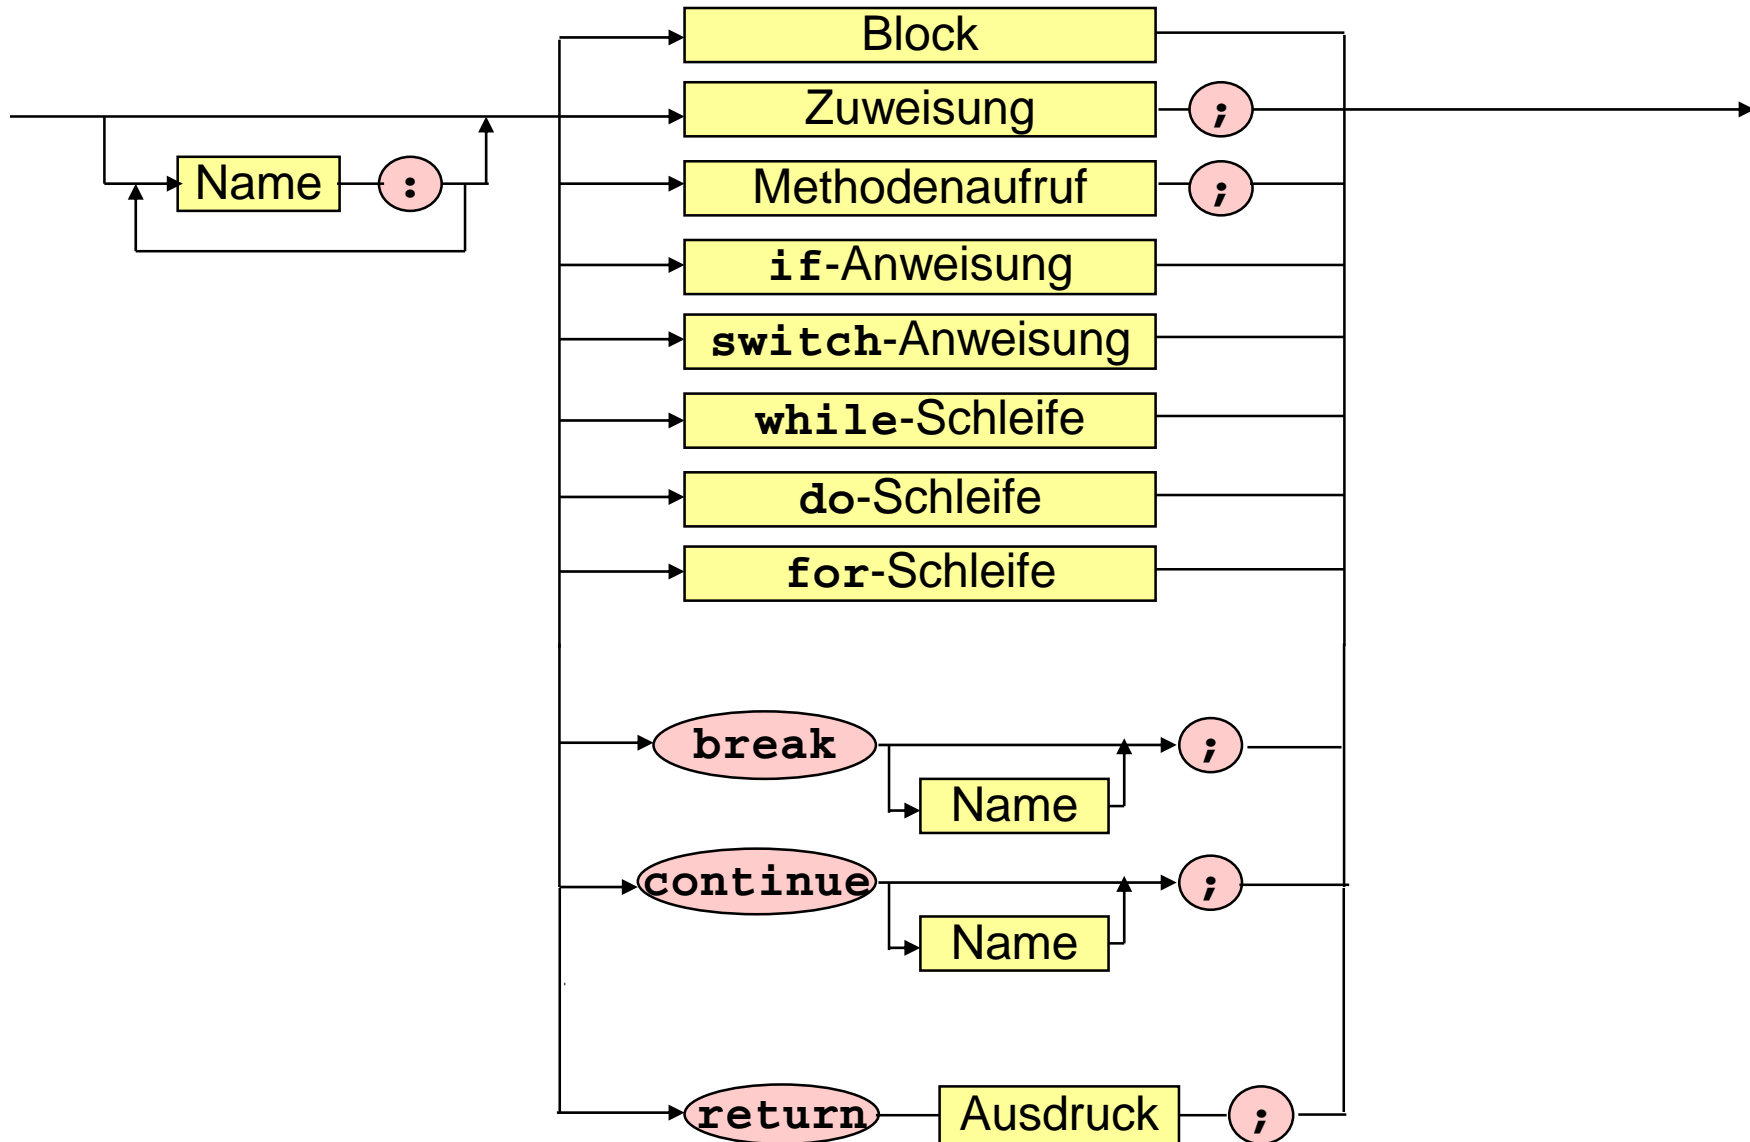 Block
Zuweisung ;
Name :
Methodenaufruf ;
if-Anweisung
switch-Anweisung
while-Schleife
do-Schleife
for-Schleife
break ;
Name
continue ;
Name
return Ausdruck ;